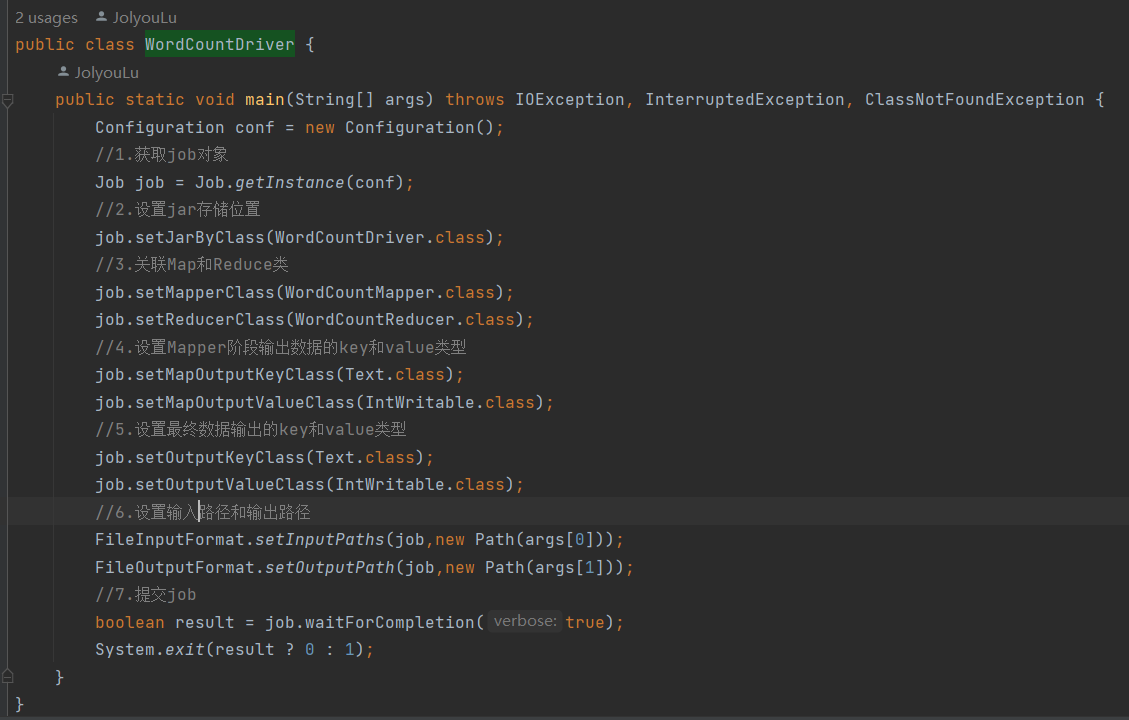 2 usages JolyouLu
public class WordCountDriver {
JolyouLu
public static void main(String[] args) throws IOException, InterruptedException, ClassNotFoundException {
Configuration conf = new Configuration();
//1.获取job对象
Job job = Job.getInstance(conf);
//2.设置jar存储位置
job.setJarByClass(WordCountDriver.class);
//3.关联Map和Reduce类
job.setMapperClass(WordCountMapper.class);
job.setReducerClass(WordCountReducer.class);
//4.设置Mapper阶段输出数据的key和value类型
job.setMapOutputKeyClass(Text.class);
job.setMapOutputValueClass(IntWritable.class);
//5.设置最终数据输出的key和value类型
job.setOutputKeyClass(Text.class);
job.setOutputValueClass(IntWritable.class);
//6.设置输入路径和输出路径
FileInputFormat.setInputPaths(job,new Path(args[0]));
FileOutputFormat.setOutputPath(job,new Path(args[1]));
//7.提交job
boolean result = job.waitForCompletion( verbose: true);
System.exit(result ? 0 : 1);
}
}